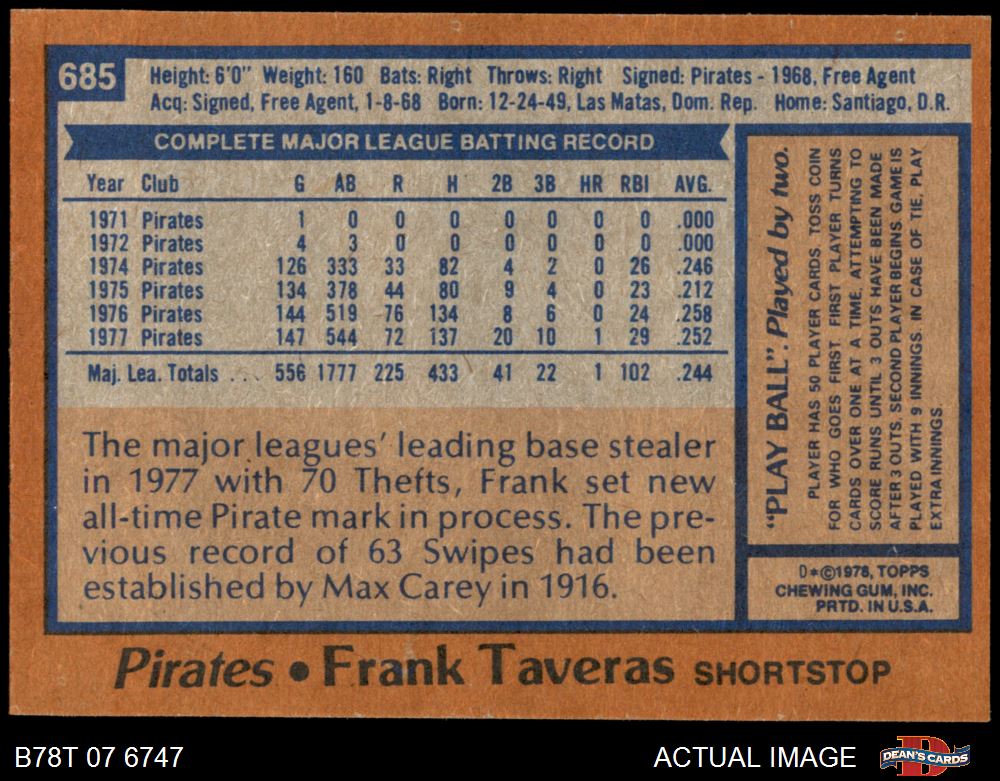 685
Height: 6'0" Weight: 160 Bats: Right Throws: Right Signed: Pirates - 1968, Free Agent
Acq: Signed, Free Agent, 1-8-68 Born: 12-24-49, Las Matas, Dom. Rep. Home: Santiago, D.R.
COMPLETE MAJOR LEAGUE BATTING RECORD
Year Club G AB R H 2B 3B HR RBI AVG.
1971 Pirates 1 0 0 0 0 0 0 0 .000
1972 Pirates 4 3 0 0 0 0 0 0 .000
1974 Pirates 126 333 33 82 4 2 0 26 .246
1975 Pirates 134 378 44 80 9 4 0 23 .212
1976 Pirates 144 519 76 134 8 6 0 24 .258
1977 Pirates 147 544 72 137 20 10 1 29 .252
Maj. Lea. Totals . . . 556 1777 225 433 41 22 1 102 .244
The major leagues' leading base stealer
in 1977 with 70 Thefts, Frank set new
all-time Pirate mark in process. The pre-
vious record of 63 Swipes had been
established by Max Carey in 1916.
"PLAY BALL". Played by two.
PLAYER HAS 50 PLAYER CARDS. TOSS COIN
FOR WHO GOES FIRST. FIRST PLAYER TURNS
CARDS OVER ONE AT A TIME, ATTEMPTING TO
SCORE RUNS UNTIL 3 OUTS HAVE BEEN MADE
AFTER 3 OUTS, SECOND PLAYER BEGINS. GAME IS
PLAYED WITH 9 INNINGS. IN CASE OF TIE, PLAY
EXTRA INNINGS.
D*©1978, TOPPS
CHEWING GUM, INC.
PRTD. IN U.S.A.
Pirates • Frank Taveras SHORTSTOP
B78T 07 6747
ACTUAL IMAGE
DEAN'S CARDS